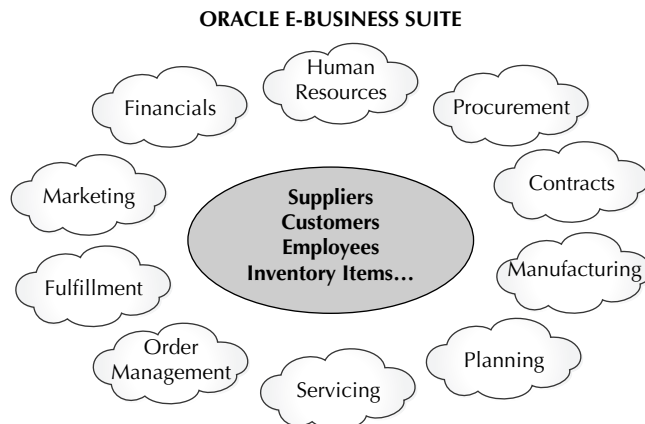 ORACLE E-BUSINESS SUITE
Human
Resources
Financials
Procurement
Marketing
Contracts
Suppliers
Customers
Employees
Inventory Items…
Fulfillment
Manufacturing
Order
Management
Planning
Servicing